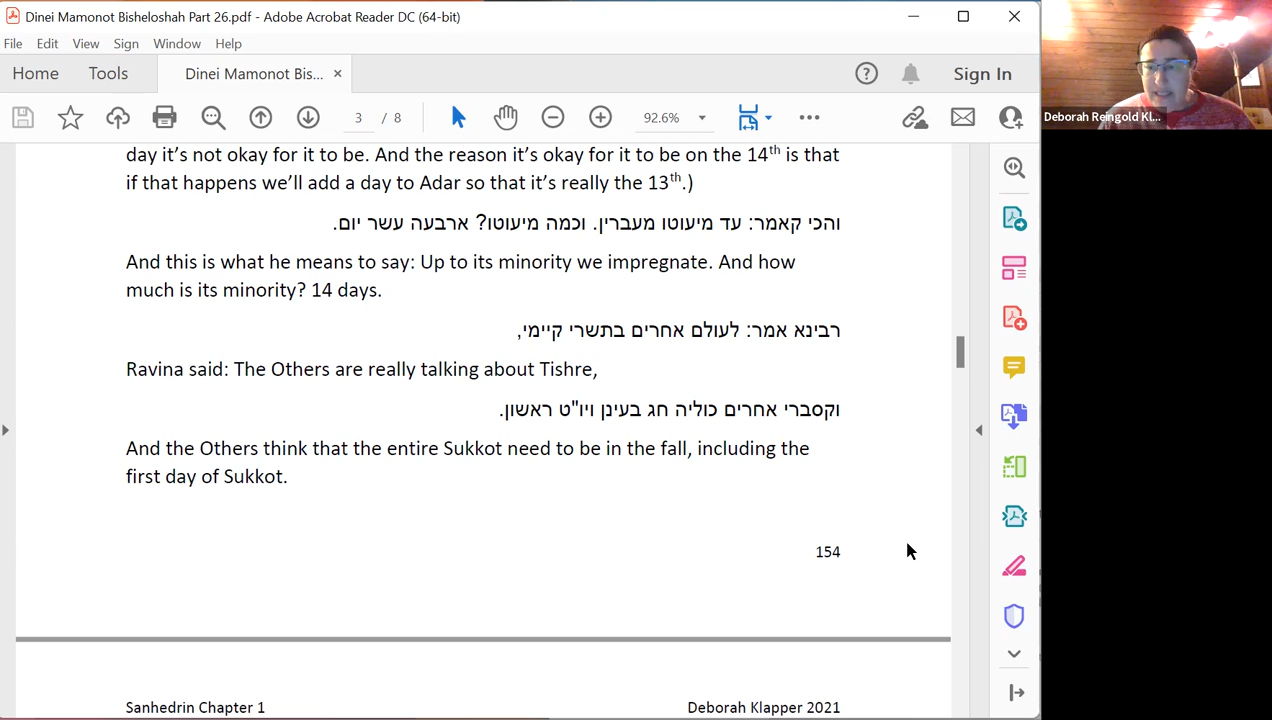 Dinei Mamonot Bisheloshah Part 26.pdf - Adobe Acrobat Reader DC (64-bit)
File Edit View Sign Window Help
Home Tools Dinei Mamonot Bis... × Sign In
3 / 8 92.6%
Deborah Reingold Kl...
day it's not okay for it to be. And the reason it's okay for it to be on the 14th is that
if that happens we'll add a day to Adar so that it's really the 13th.)
והכי קאמר: עד מיעוטו מעברין. וכמה מיעוטו? ארבעה עשר יום.
And this is what he means to say: Up to its minority we impregnate. And how
much is its minority? 14 days.
רבינא אמר: לעולם אחרים בתשרי קיימי,
Ravina said: The Others are really talking about Tishre,
וקסברי אחרים כוליה חג בעינן ויו"ט ראשון.
And the Others think that the entire Sukkot need to be in the fall, including the
first day of Sukkot.
154
Sanhedrin Chapter 1 Deborah Klapper 2021